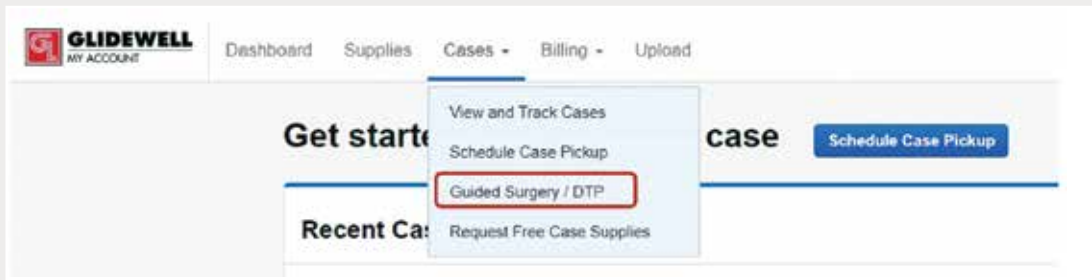 GLIDEWELL
MY ACCOUNT
Dashboard Supplies Cases Billing Upload
View and Track Cases
Get starte case Schedule Case Pickup
Schedule Case Pickup
Guided Surgery / DTP
Recent Ca
Request Free Case Supplies